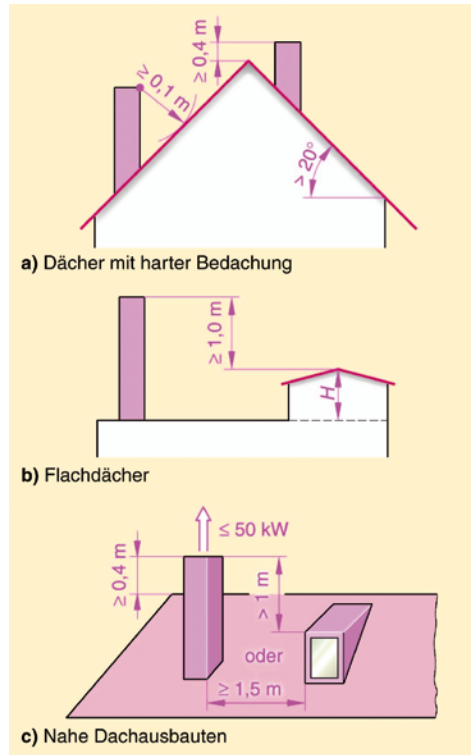 ≥ 0,4 m
≥ 0,1 m
> 20°
a) Dächer mit harter Bedachung
≥ 1,0 m
H
b) Flachdächer
≤ 50 kW
≥ 0,4 m
> 1 m
oder
≥ 1,5 m
c) Nahe Dachausbauten